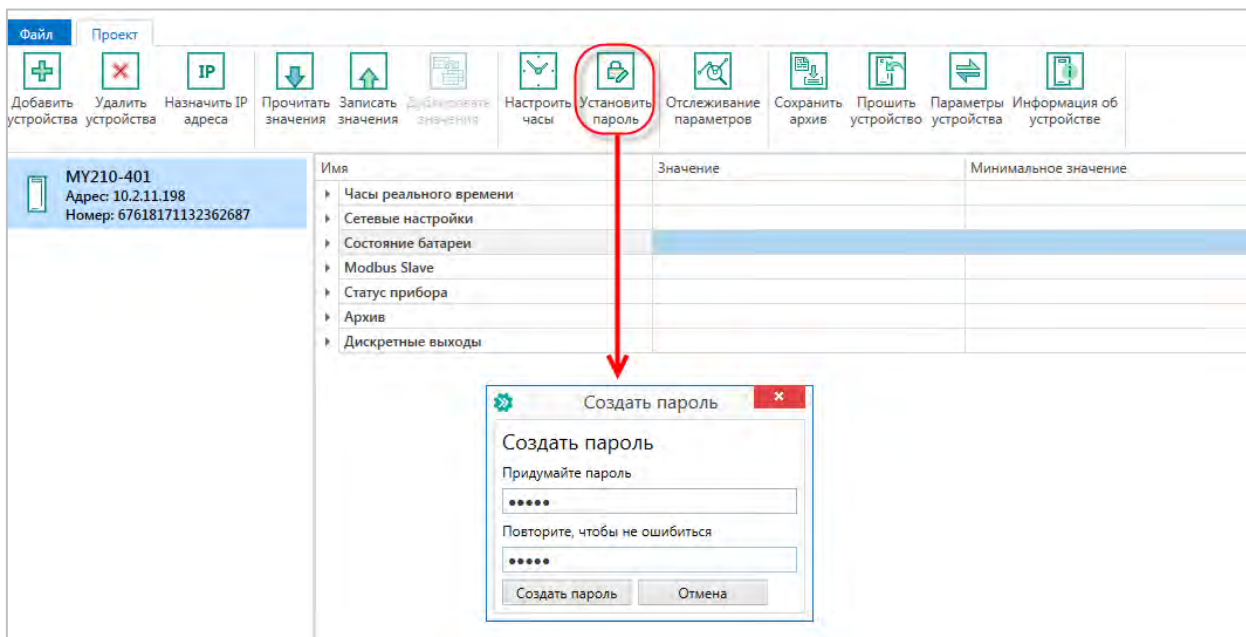 Файл Проект
IP
Добавить устройства
Удалить устройства
Назначить IP адреса
Прочитать значения
Записать значения
Дублировать значения
Настроить часы
Установить пароль
Отслеживание параметров
Сохранить архив
Прошить устройство
Параметры устройства
Информация об устройстве
МУ210-401
Адрес: 10.2.11.198
Номер: 67618171132362687
Имя Значение Минимальное значение
Часы реального времени
Сетевые настройки
Состояние батареи
Modbus Slave
Статус прибора
Архив
Дискретные выходы
Создать пароль
Создать пароль
Придумайте пароль
•••••
Повторите, чтобы не ошибиться
•••••
Создать пароль Отмена